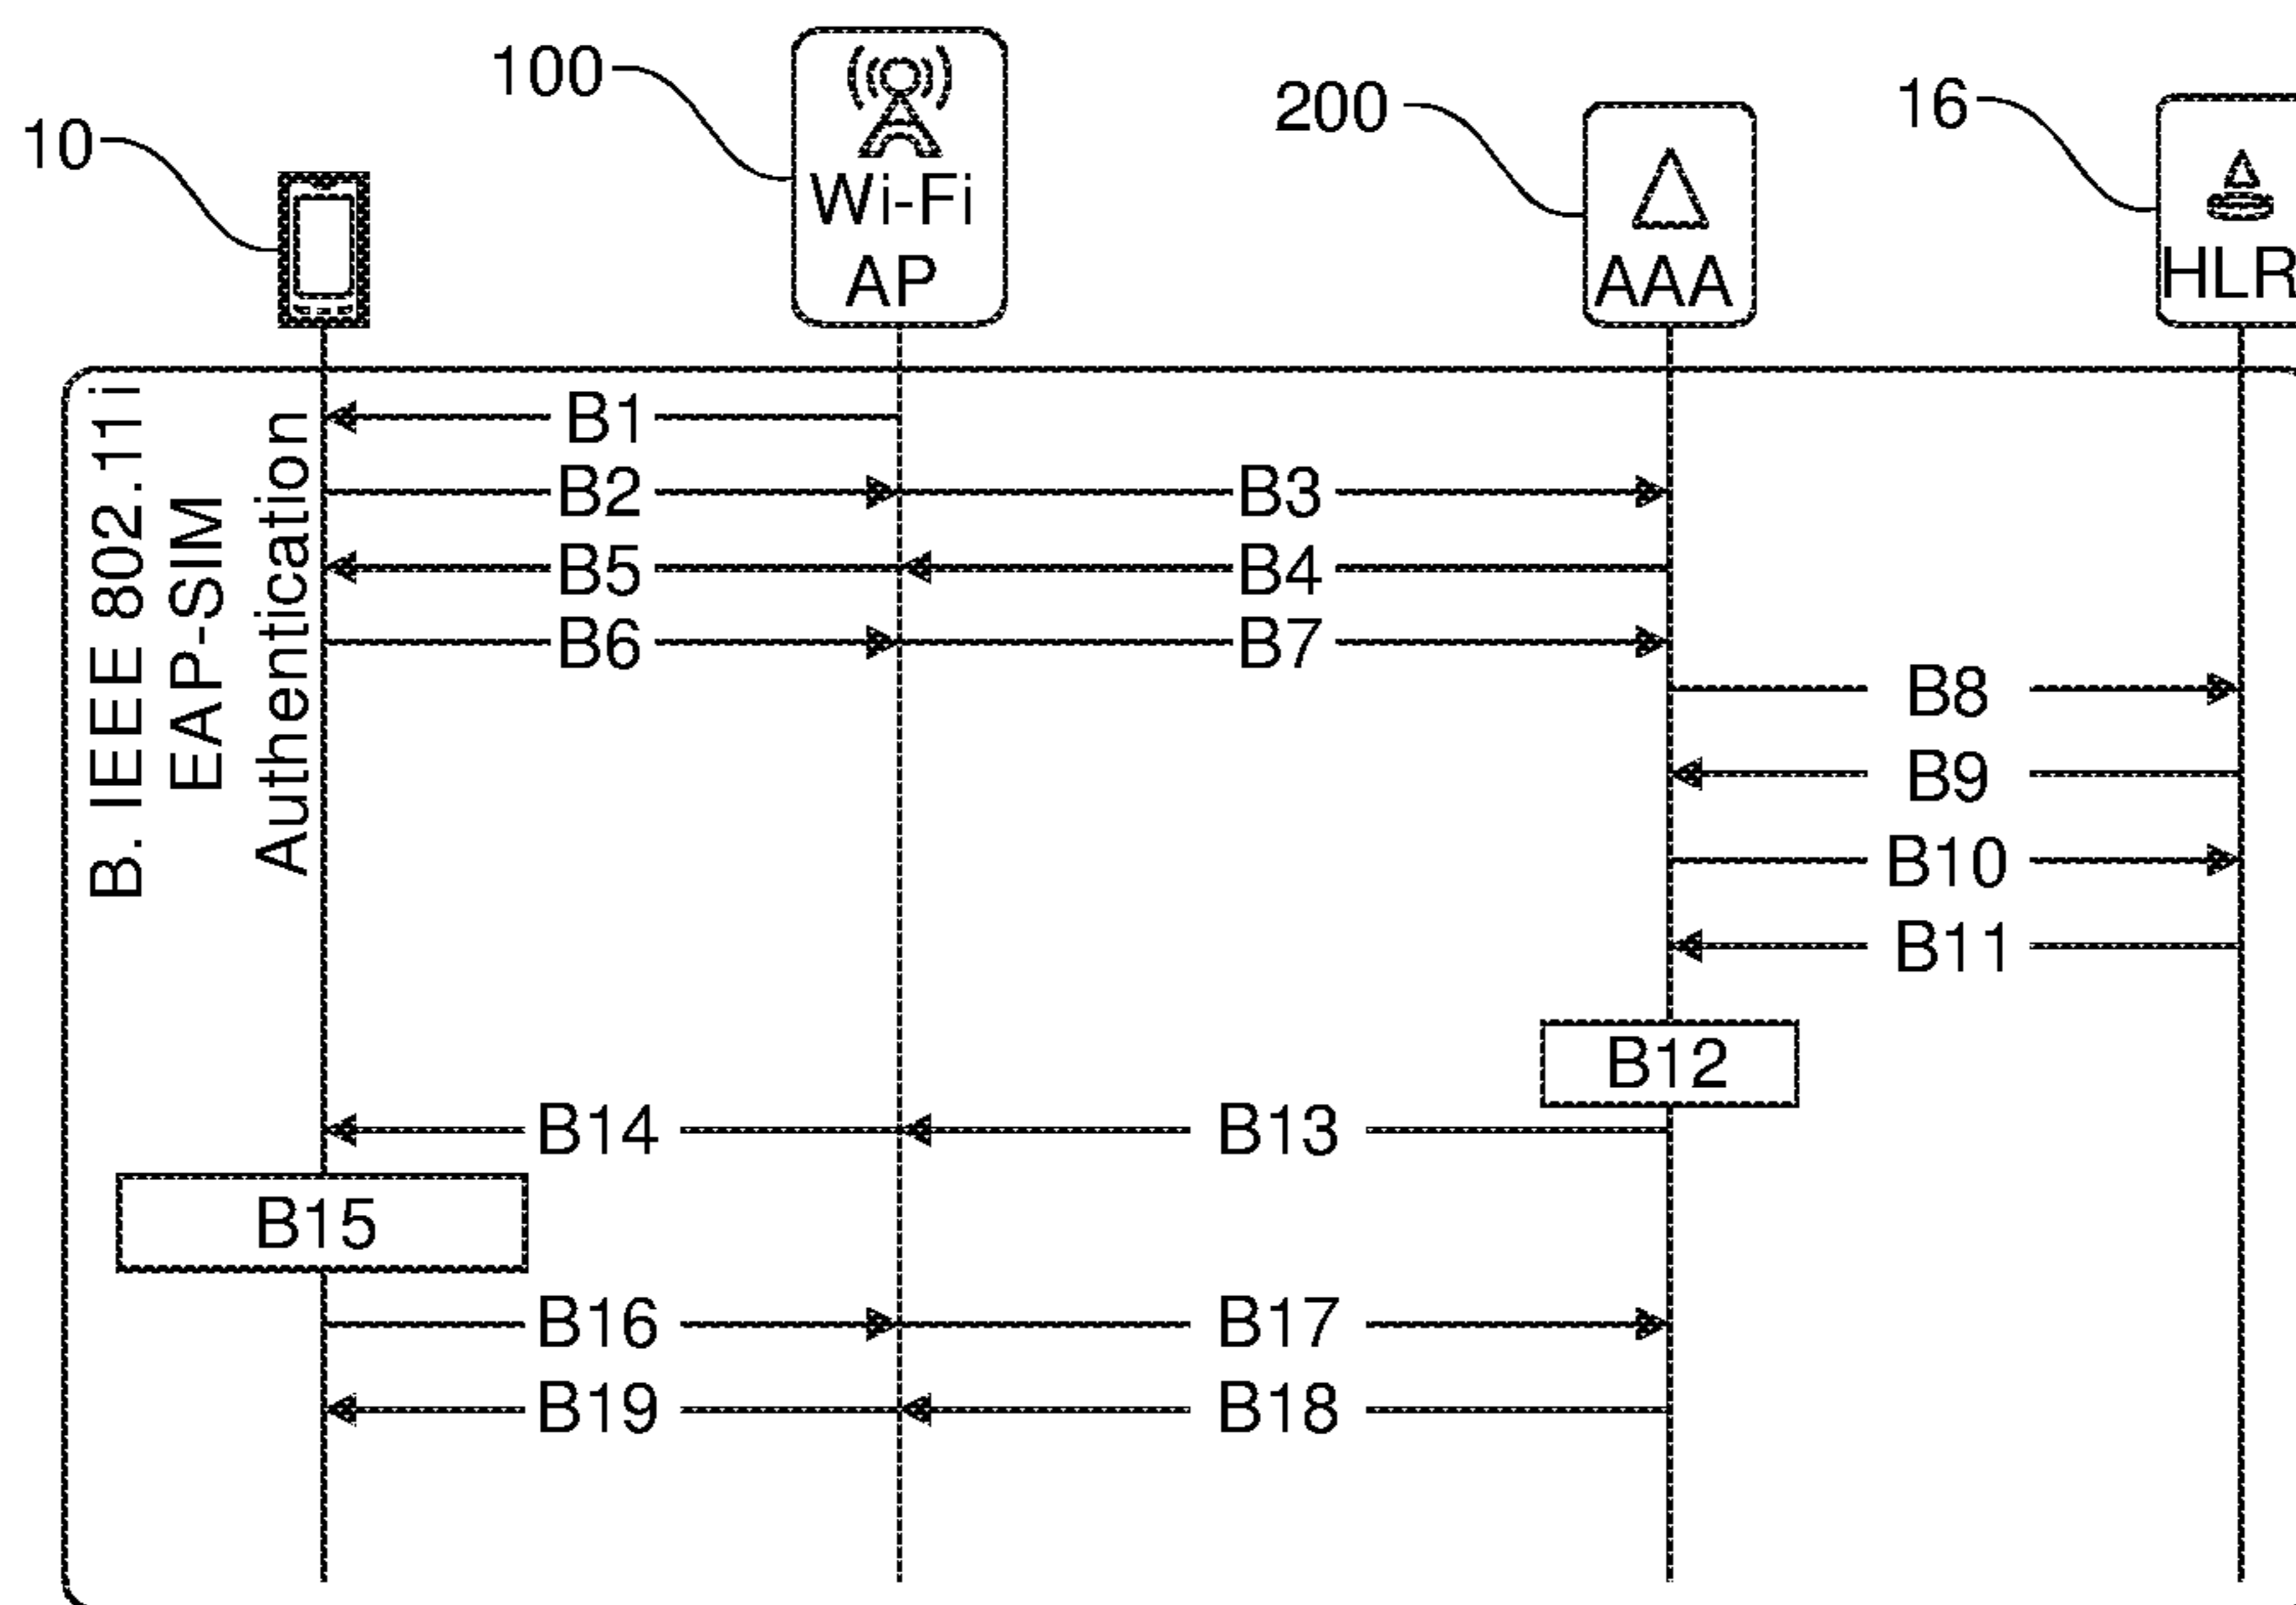 10
100
Wi-Fi
AP
200
AAA
16
HLR
B. IEEE 802.11 i
EAP-SIM
Authentication
B1
B2
B3
B5
B4
B6
B7
B8
B9
B10
B11
B12
B14
B13
B15
B16
B17
B19
B18